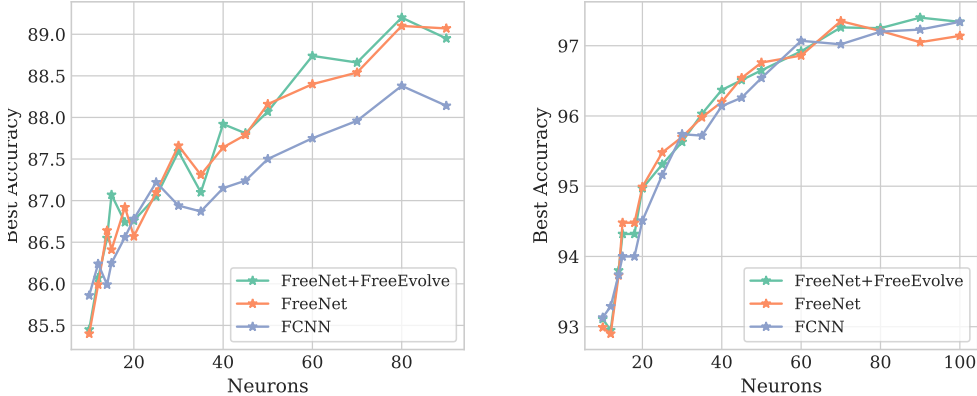 89.0
88.5
88.0
87.5
87.0
86.5
86.0
85.5
Best Accuracy
20
40
60
80
Neurons
FreeNet+FreeEvolve
FreeNet
FCNN
97
96
95
94
93
Best Accuracy
20
40
60
80
100
Neurons
FreeNet+FreeEvolve
FreeNet
FCNN